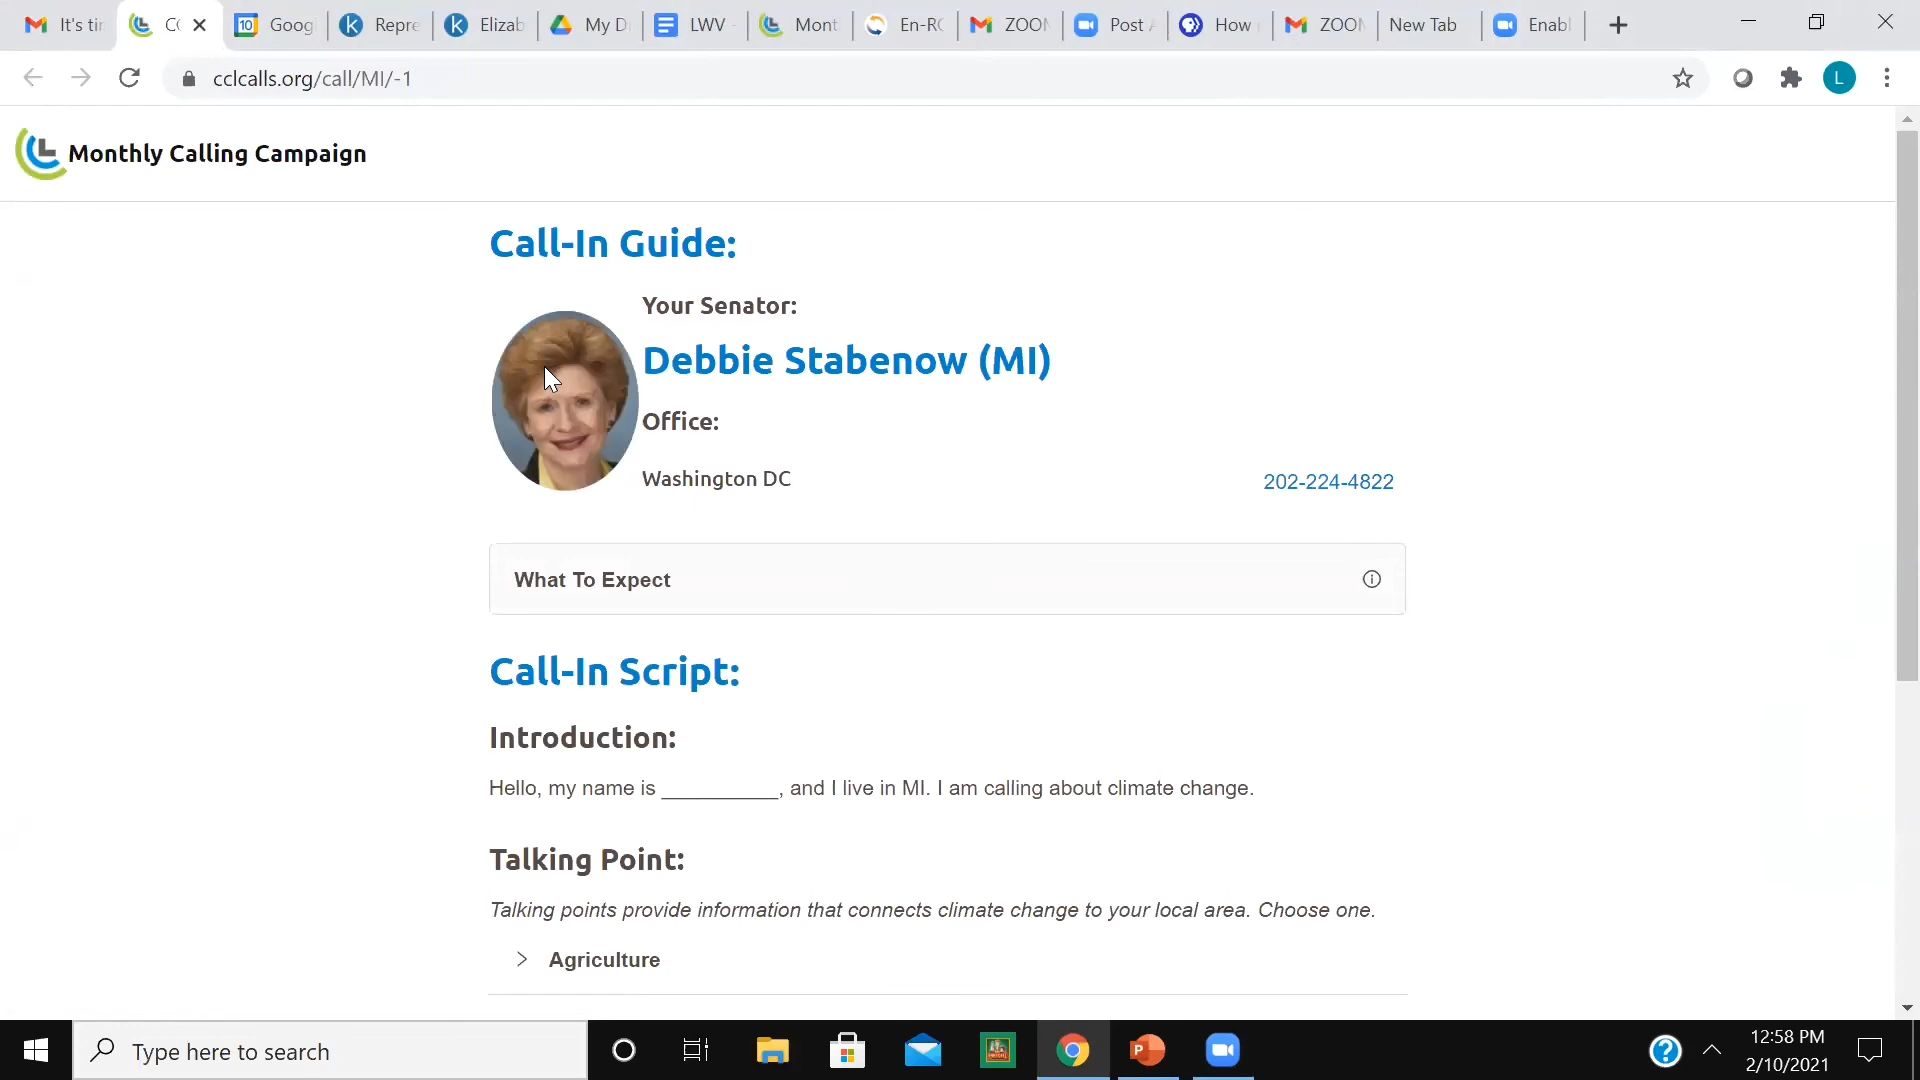 It's tir
CC
10
Goog
Repre
Elizab
My D
LWV -
Mont
En-RC
ZOOM
Post A
How
ZOOM
New Tab
Enabl
cclcalls.org/call/MI/-1
L
Monthly Calling Campaign
Call-In Guide:
Your Senator:
Debbie Stabenow (MI)
Office:
Washington DC
202-224-4822
What To Expect
Call-In Script:
Introduction:
Hello, my name is __________, and I live in MI. I am calling about climate change.
Talking Point:
Talking points provide information that connects climate change to your local area. Choose one.
Agriculture
Type here to search
12:58 PM
2/10/2021